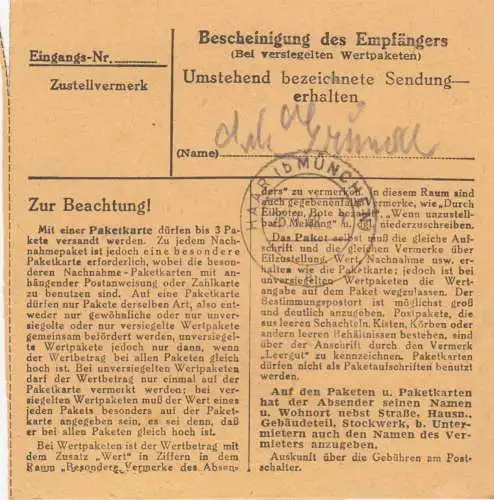 Eingangs-Nr.
Zustellvermerk
Bescheinigung des Empfängers
(Bei versiegelten Wertpaketen)
Umstehend bezeichnete Sendung—
erhalten
(Name)
HAAR (b MÜNCHEN)
Zur Beachtung!
Mit einer Paketkarte dürfen bis 3 Pa-
kete versandt werden. Zu jedem Nach-
nahmepaket ist jedoch eine besondere
Paketkarte erforderlich, wobei die beson-
deren Nachnahme-Paketkarten mit an-
hängender Postanweisung oder Zahlkarte
zu benutzen sind. Auf eine Paketkarte
dürfen nur Pakete derselben Art, also ent-
weder nur gewöhnliche oder nur unver-
siegelte oder nur versiegelte Wertpakete
gemeinsam befördert werden, unversiegel-
te Wertpakete jedoch nur dann, wenn
der Wertbetrag bei allen Paketen gleich
hoch ist. Bei unversiegelten Wertpaketen
darf der Wertbetrag nur einmal auf der
Paketkarte vermerkt werden; bei ver-
siegelten Wertpaketen muß der Wert eines
jeden Pakets besonders auf der Paket-
karte angegeben sein, es sei denn, daß
er bei allen Paketen gleich hoch ist.
Bei Wertpaketen ist der Wertbetrag mit
dem Zusatz „Wert" in Ziffern in dem
Raum „Besondere Vermerke des Absen-
ders" zu vermerken. In diesem Raum sind
auch gegebenenfalls Vermerke, wie „Durch
Eilboten, Bote bezahlt", „Wenn unzustell-
bar, Meldung" u. niederzuschreiben.
Das Paket selbst muß die gleiche Auf-
schrift und die gleichen Vermerke über
Eilzustellung, Wert, Nachnahme usw. er-
halten wie die Paketkarte; jedoch ist bei
unversiegelten Wertpaketen die Wert-
angabe auf dem Paket wegzulassen. Der
Bestimmungspostort ist möglichst groß
und deutlich anzugeben. Postpakete, die
aus leeren Schachteln, Kisten, Körben oder
andern leeren Behältnissen bestehen, sind
über der Anschrift durch den Vermerk
„Leergut" zu kennzeichnen. Paketkarten
dürfen nicht als Paketaufschriften benutzt
werden.
Auf den Paketen u. Paketkarten
hat der Absender seinen Namen
u. Wohnort nebst Straße, Hausn.,
Gebäudeteil, Stockwerk, b. Unter-
mietern auch den Namen des Ver-
mieters anzugeben.
Auskunft über die Gebühren am Post-
schalter.